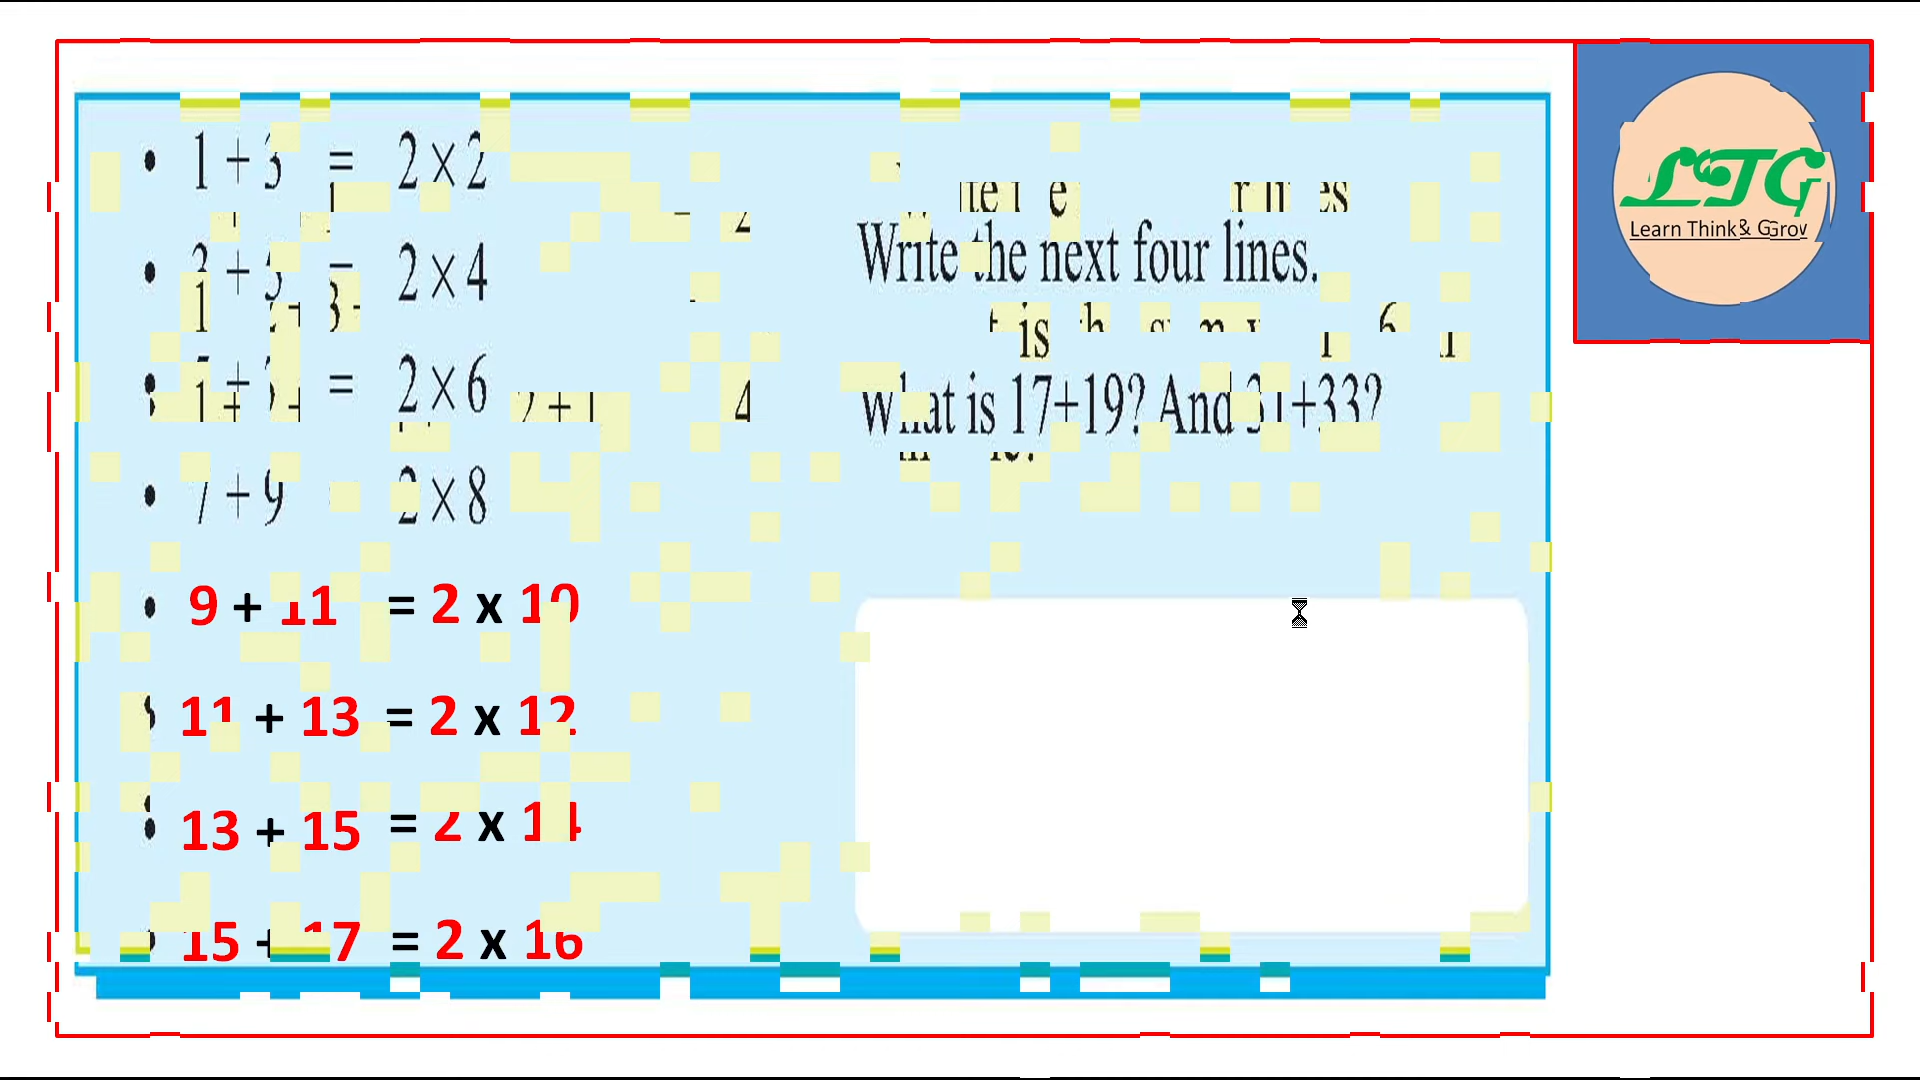 1 + 3 = 2 × 2
3 + 5 = 2 × 4
5 + 7 = 2 × 6
7 + 9 2 × 8
9 + 11 = 2 x 10
11 + 13 = 2 x 12
13 + 15 = 2 x 14
15 + 17 = 2 x 16
Write the next four lines.
What is 17+19? And 31+33?
LTG
Learn Think & Grow